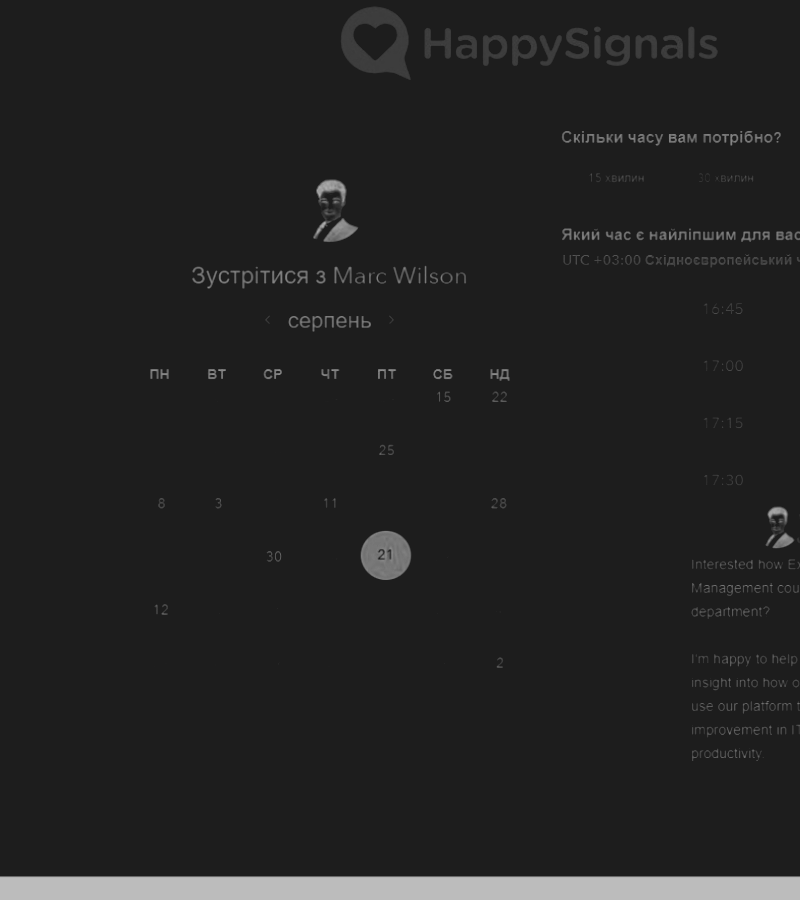 HappySignals
Зустрітися з Marc Wilson
серпень
ПН ВТ СР ЧТ ПТ СБ НД
15 22
25
8 3 11 28
30 21
12
2
Скільки часу вам потрібно?
15 хвилин 30 хвилин
Який час є найліпшим для вас
UTC +03:00 Східноєвропейський ч
16:45
17:00
17:15
17:30
Interested how Ex
Management cou
department?
I'm happy to help
insight into how o
use our platform t
improvement in IT
productivity